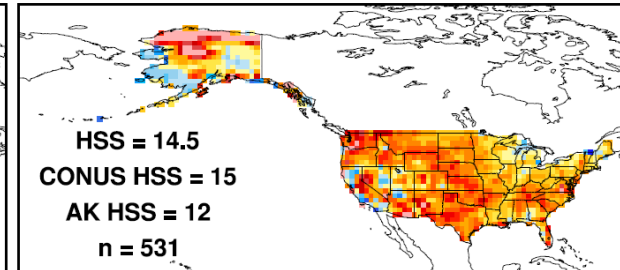 HSS = 14.5
CONUS HSS = 15
AK HSS = 12
n = 531